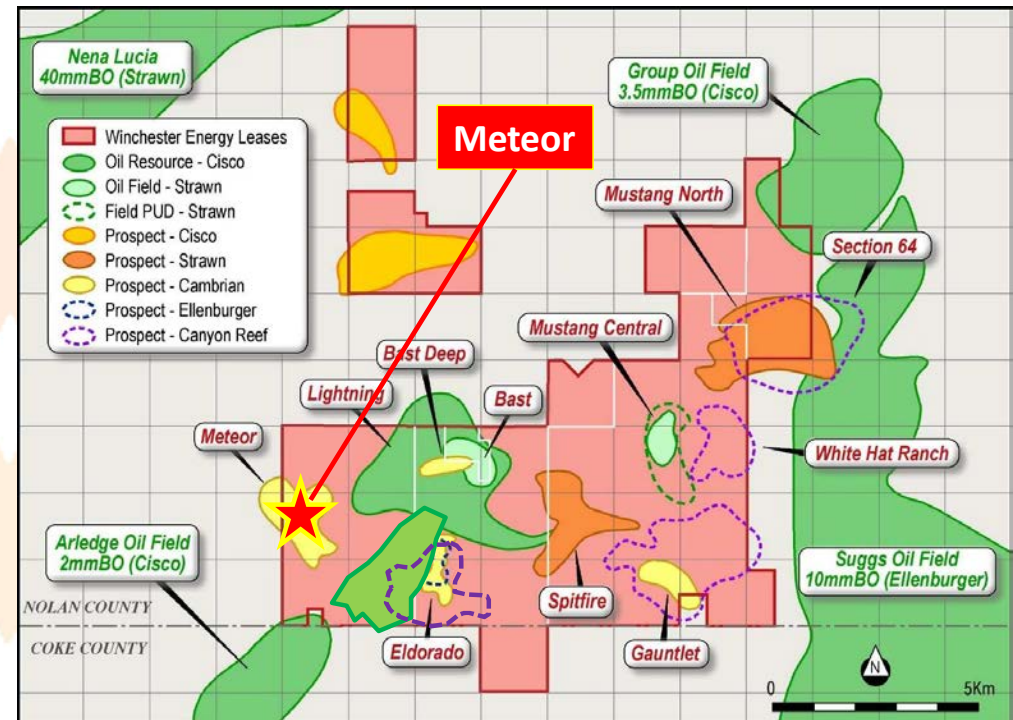 Nena Lucia
40mmBO (Strawn)
Group Oil Field
3.5mmBO (Cisco)
Meteor
Winchester Energy Leases
Oil Resource - Cisco
Oil Field - Strawn
Field PUD - Strawn
Prospect - Cisco
Prospect - Strawn
Prospect - Cambrian
Prospect - Ellenburger
Prospect - Canyon Reef
Mustang North
Section 64
Mustang Central
Bast Deep
Lightning
Bast
Meteor
White Hat Ranch
Arledge Oil Field
2mmBO (Cisco)
Suggs Oil Field
10mmBO (Ellenburger)
Spitfire
NOLAN COUNTY
COKE COUNTY
Eldorado
Gauntlet
N
0 5Km